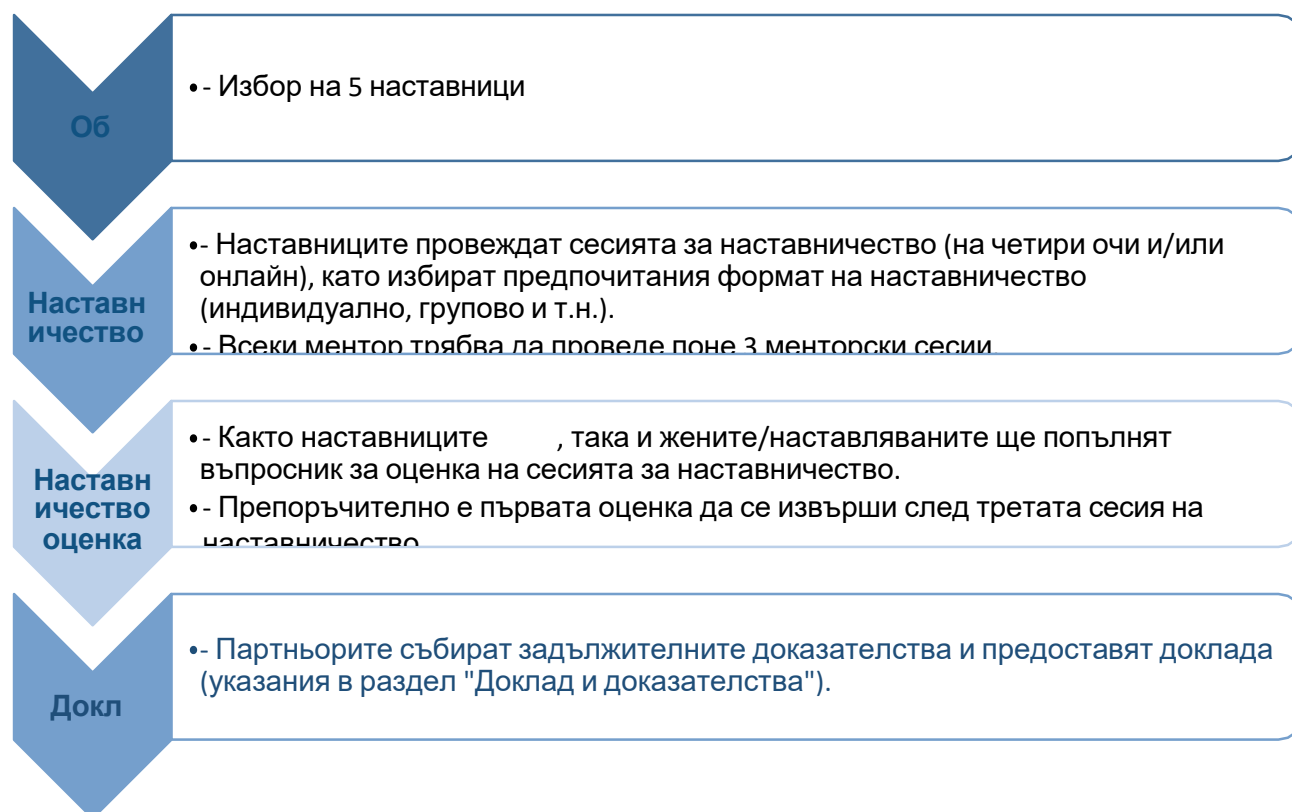 Об
•- Избор на 5 наставници
Наставн
ичество
•- Наставниците провеждат сесията за наставничество (на четири очи и/или
онлайн), като избират предпочитания формат на наставничество
(индивидуално, групово и т.н.).
•- Всеки ментор трябва да проведе поне 3 менторски сесии.
Наставн
ичество
оценка
•- Както наставниците , така и жените/наставляваните ще попълнят
въпросник за оценка на сесията за наставничество.
•- Препоръчително е първата оценка да се извърши след третата сесия на
наставничество
Докл
•- Партньорите събират задължителните доказателства и предоставят доклада
(указания в раздел "Доклад и доказателства").